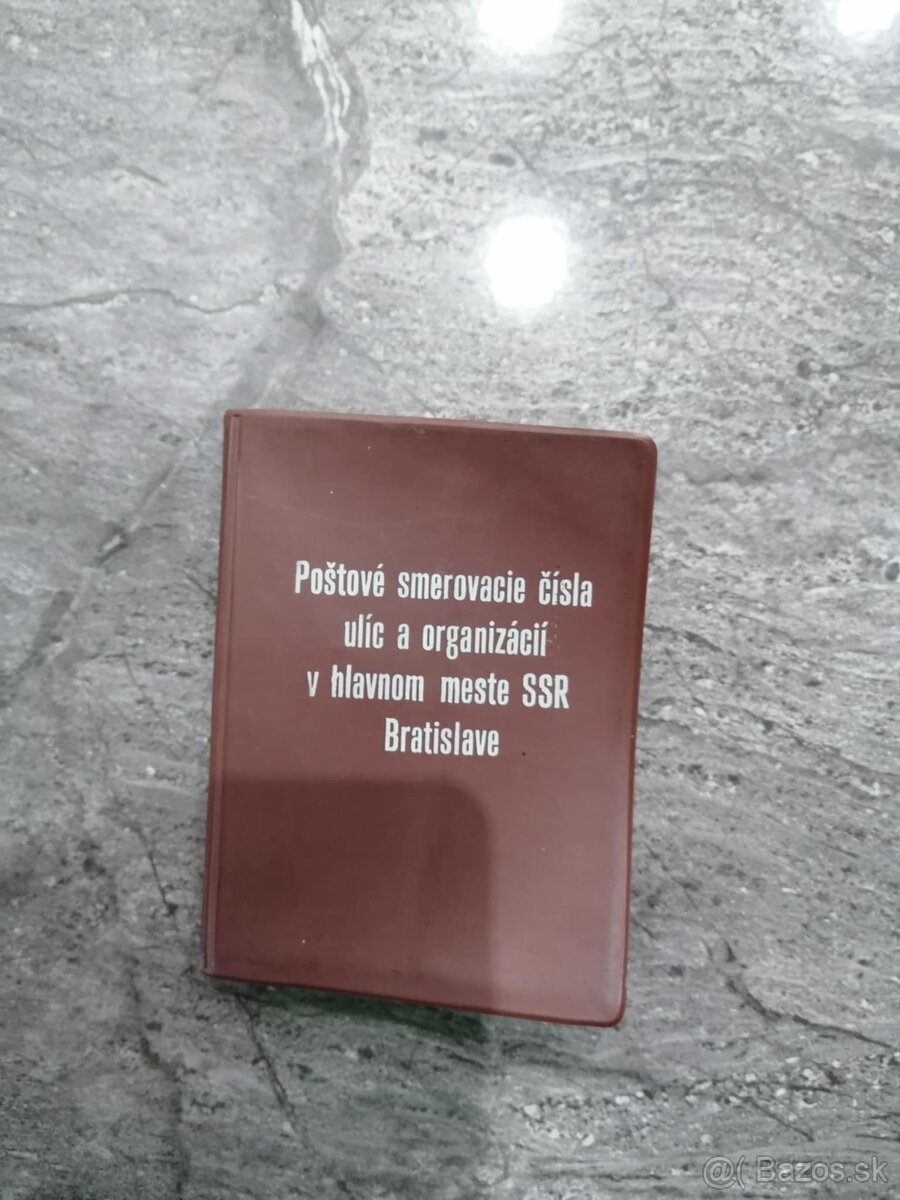 Poštové smerovacie čísla
ulíc a organizácií
v hlavnom meste SSR
Bratislave
@( Bazos.sk